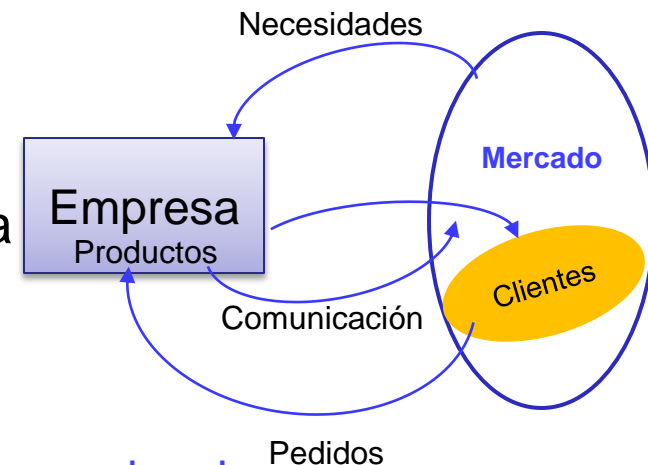 Necesidades
Mercado
Empresa
a
Productos
Clientes
Comunicación
Pedidos